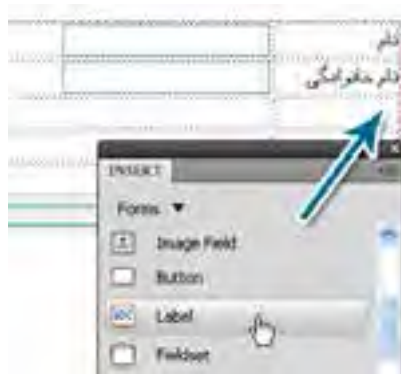 نام
نام خانوادگی
INSERT
Forms
Image Field
Button
Label
Fieldset